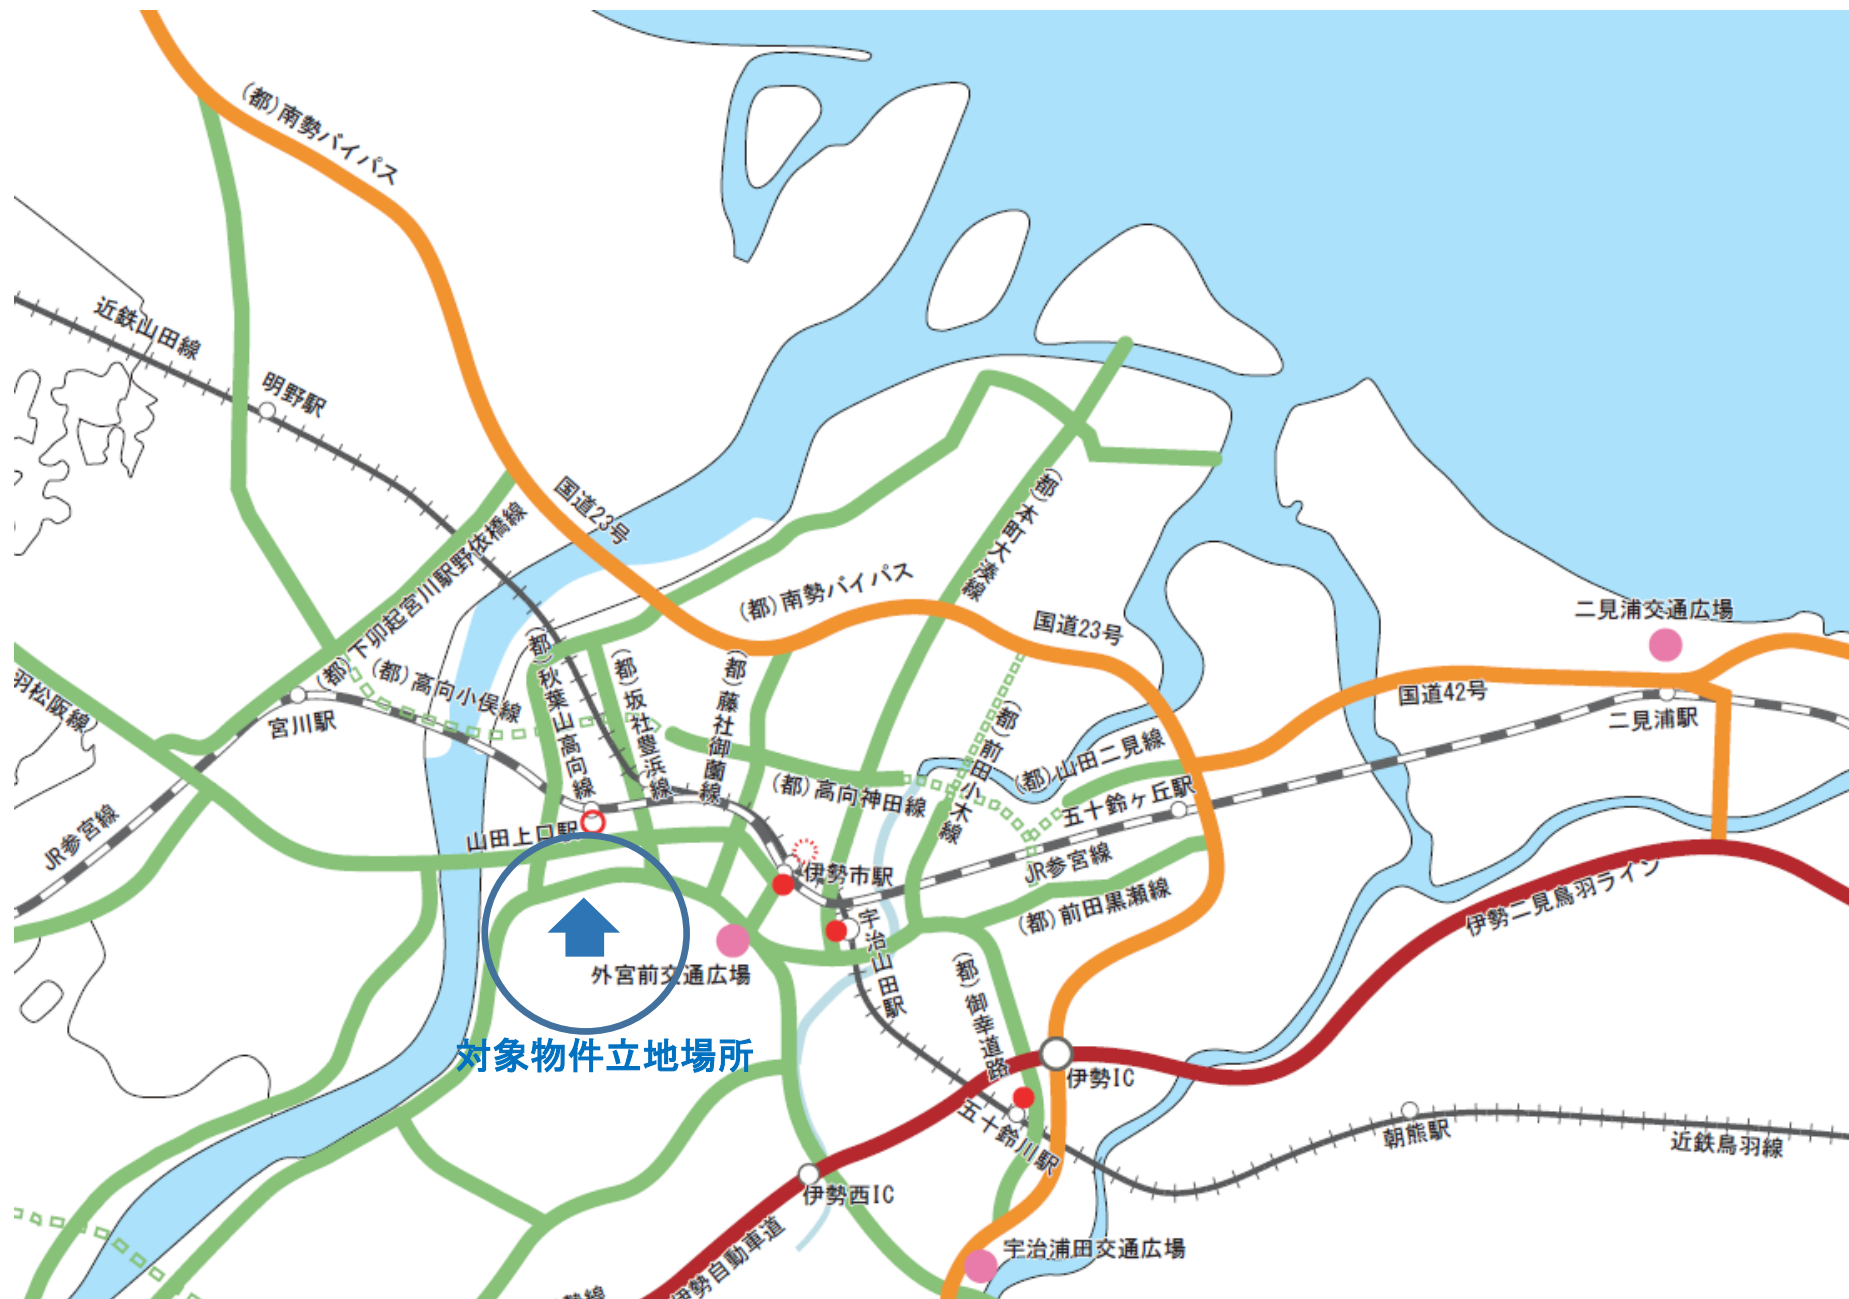 (都)南勢バイパス
近鉄山田線
明野駅
国道23号
(都)下卯起宮川駅野依橋線
(都)本町大湊線
(都)南勢バイパス
国道23号
二見浦交通広場
(都)高向小俣線
(都)秋葉山高向線
(都)坂社豊浜線
(都)藤社御薗線
羽松阪線
宮川駅
国道42号
二見浦駅
(都)前田小木線
(都)山田二見線
(都)高向神田線
五十鈴ヶ丘駅
JR参宮線
山田上口駅
伊勢市駅
JR参宮線
(都)前田黒瀬線
伊勢二見鳥羽ライン
宇治山田駅
外宮前交通広場
(都)御幸道路
対象物件立地場所
伊勢IC
五十鈴川駅
朝熊駅
近鉄鳥羽線
伊勢西IC
伊勢自動車道
宇治浦田交通広場
勢線